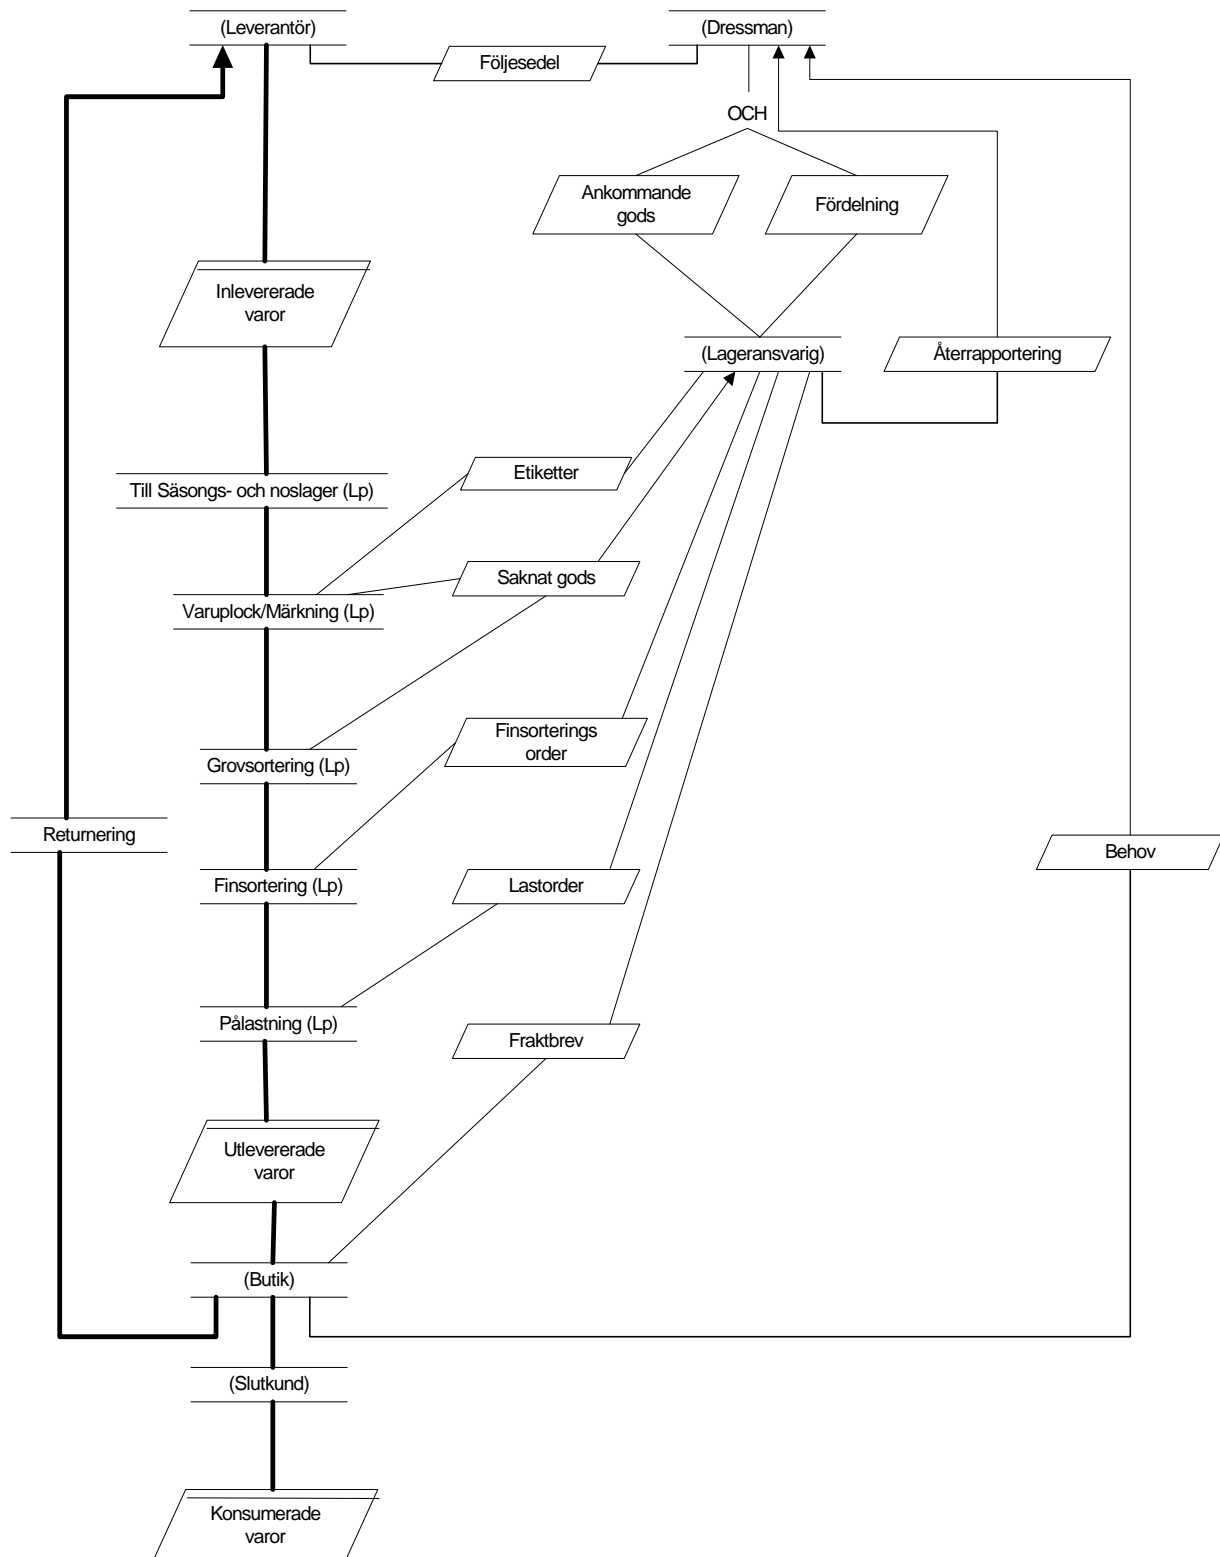 (Leverantör)
(Dressman)
Följesedel
OCH
Ankommande
gods
Fördelning
Inlevererade
varor
(Lageransvarig)
Återrapportering
Etiketter
Till Säsongs- och noslager (Lp)
Saknat gods
Varuplock/Märkning (Lp)
Finsorterings
order
Grovsortering (Lp)
Returnering
Behov
Finsortering (Lp)
Lastorder
Pålastning (Lp)
Fraktbrev
Utlevererade
varor
(Butik)
(Slutkund)
Konsumerade
varor